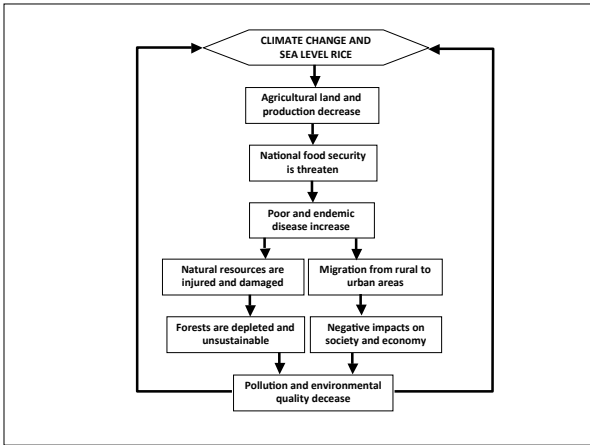 CLIMATE CHANGE AND
SEA LEVEL RICE
Agricultural land and
production decrease
National food security
is threaten
Poor and endemic
disease increase
Natural resources are
injured and damaged
Migration from rural to
urban areas
Forests are depleted and
unsustainable
Negative impacts on
society and economy
Pollution and environmental
quality decease